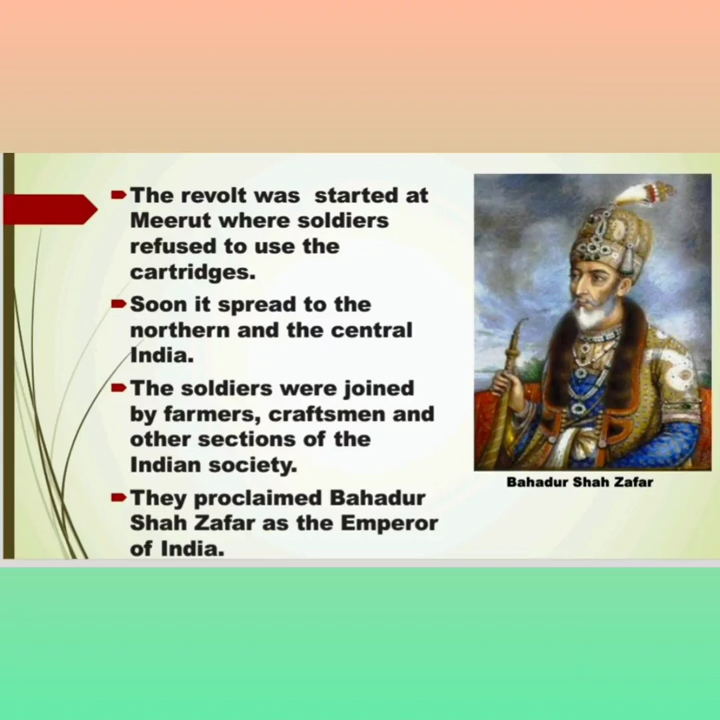 The revolt was started at
Meerut where soldiers
refused to use the
cartridges.
Soon it spread to the
northern and the central
India.
The soldiers were joined
by farmers, craftsmen and
other sections of the
Indian society.
They proclaimed Bahadur
Shah Zafar as the Emperor
of India.
Bahadur Shah Zafar